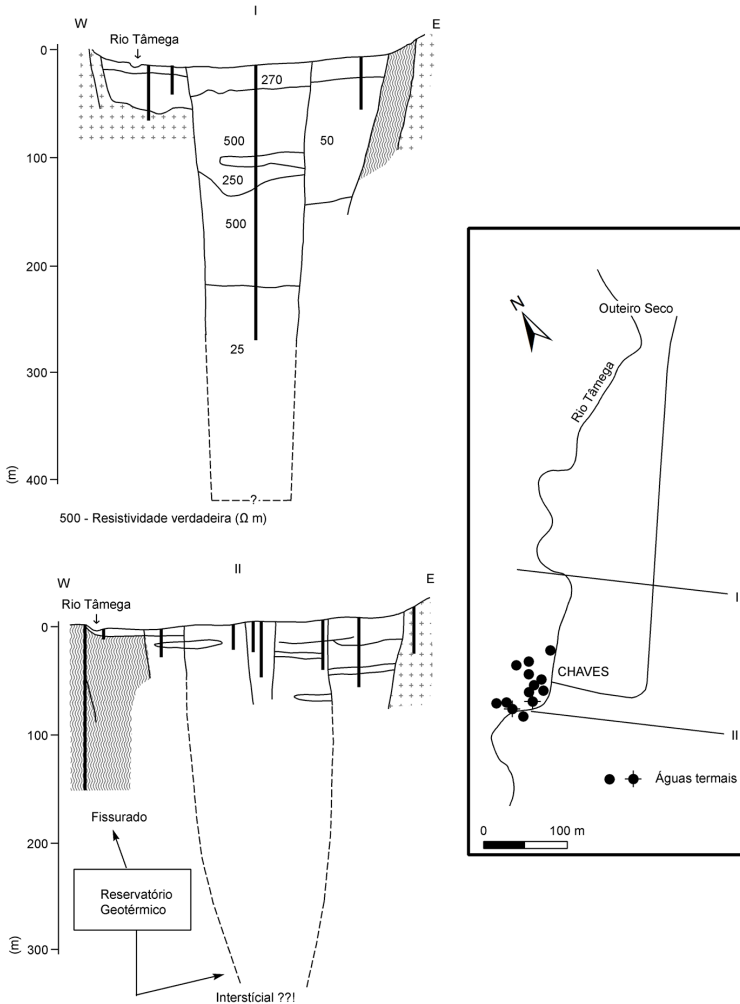 I
W
E
Rio Tâmega
0
270
500
50
100
250
500
200
25
300
400
(m)
?
500 - Resistividade verdadeira (Ω m)
II
W
E
Rio Tâmega
0
100
Fissurado
200
Reservatório
Geotérmico
300
(m)
Interstícial ??!
N
Outeiro Seco
Rio Tâmega
I
CHAVES
II
Águas termais
0 100 m